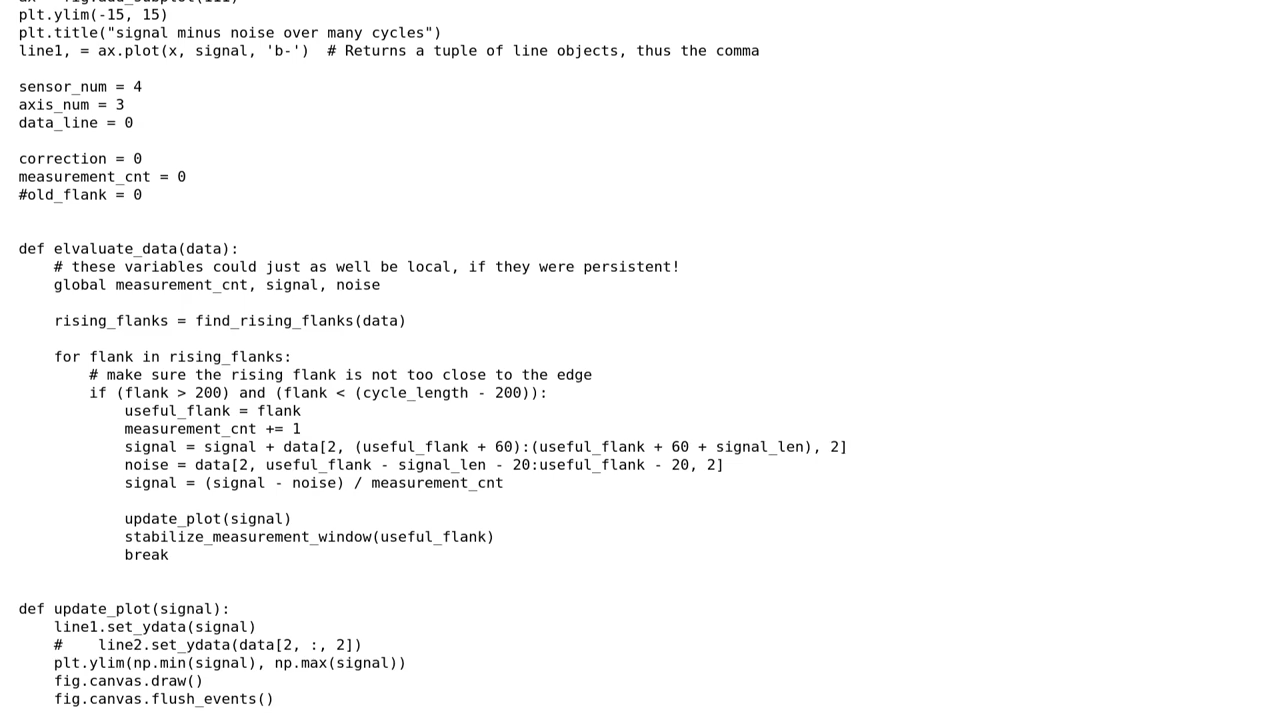 plt.ylim(-15, 15)
plt.title("signal minus noise over many cycles")
line1, = ax.plot(x, signal, 'b-')  # Returns a tuple of line objects, thus the comma

sensor_num = 4
axis_num = 3
data_line = 0

correction = 0
measurement_cnt = 0
#old_flank = 0


def elvaluate_data(data):
    # these variables could just as well be local, if they were persistent!
    global measurement_cnt, signal, noise

    rising_flanks = find_rising_flanks(data)

    for flank in rising_flanks:
        # make sure the rising flank is not too close to the edge
        if (flank > 200) and (flank < (cycle_length - 200)):
            useful_flank = flank
            measurement_cnt += 1
            signal = signal + data[2, (useful_flank + 60):(useful_flank + 60 + signal_len), 2]
            noise = data[2, useful_flank - signal_len - 20:useful_flank - 20, 2]
            signal = (signal - noise) / measurement_cnt

            update_plot(signal)
            stabilize_measurement_window(useful_flank)
            break


def update_plot(signal):
    line1.set_ydata(signal)
    #    line2.set_ydata(data[2, :, 2])
    plt.ylim(np.min(signal), np.max(signal))
    fig.canvas.draw()
    fig.canvas.flush_events()